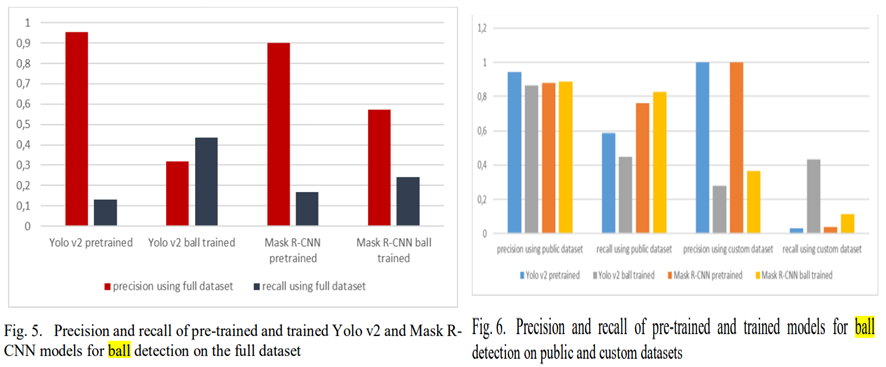 1
0,9
0,8
0,7
0,6
0,5
0,4
0,3
0,2
0,1
0
Yolo v2 pretrained
Yolo v2 ball trained
Mask R-CNN
pretrained
Mask R-CNN ball
trained
precision using full dataset
recall using full dataset
Fig. 5. Precision and recall of pre-trained and trained Yolo v2 and Mask R-
CNN models for ball detection on the full dataset
1,2
1
0,8
0,6
0,4
0,2
0
precision using public dataset
recall using public dataset
precision using custom dataset
recall using custom dataset
Yolo v2 pretrained
Yolo v2 ball trained
Mask R-CNN pretrained
Mask R-CNN ball trained
Fig. 6. Precision and recall of pre-trained and trained models for ball
detection on public and custom datasets